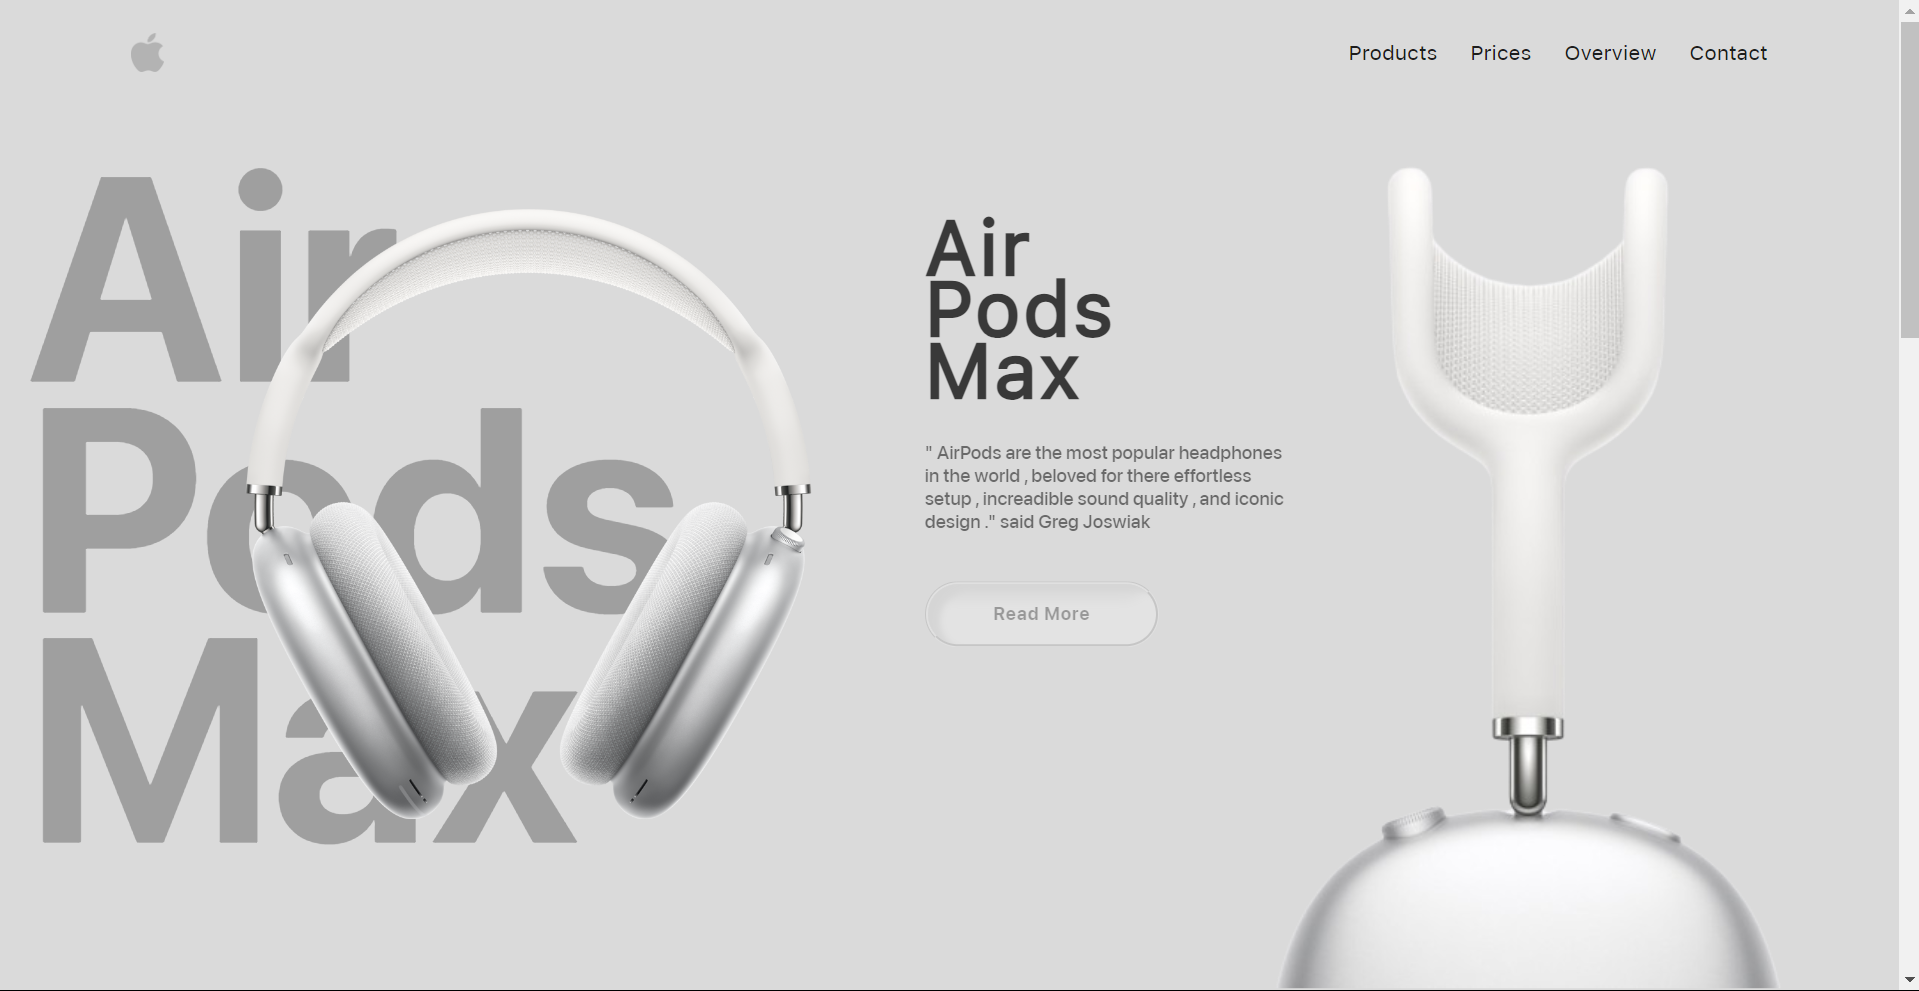 Products Prices Overview Contact
Air
Pods
Max
Air
Pods
Max
" AirPods are the most popular headphones
in the world , beloved for there effortless
setup , increadible sound quality , and iconic
design ." said Greg Joswiak
Read More